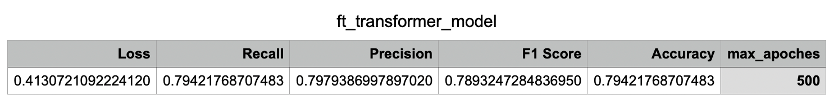 ft_transformer_model
Loss Recall Precision F1 Score Accuracy max_apoches
0.4130721092224120 0.79421768707483 0.7979386997897020 0.7893247284836950 0.79421768707483 500